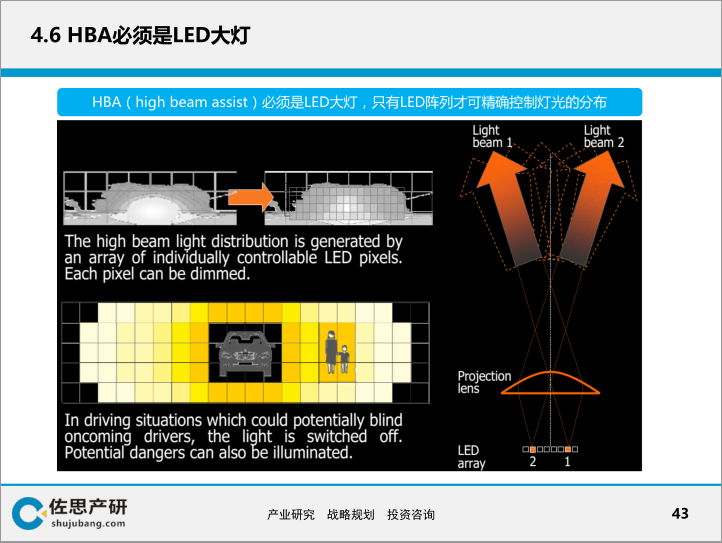 4.6 HBA必须是LED大灯
HBA（high beam assist）必须是LED大灯，只有LED阵列才可精确控制灯光的分布
Light
beam 1
Light
beam 2
The high beam light distribution is generated by
an array of individually controllable LED pixels.
Each pixel can be dimmed.
In driving situations which could potentially blind
oncoming drivers, the light is switched off.
Potential dangers can also be illuminated.
Projection
lens
LED
array
2
1
佐思产研
shujubang.com
产业研究 战略规划 投资咨询
43